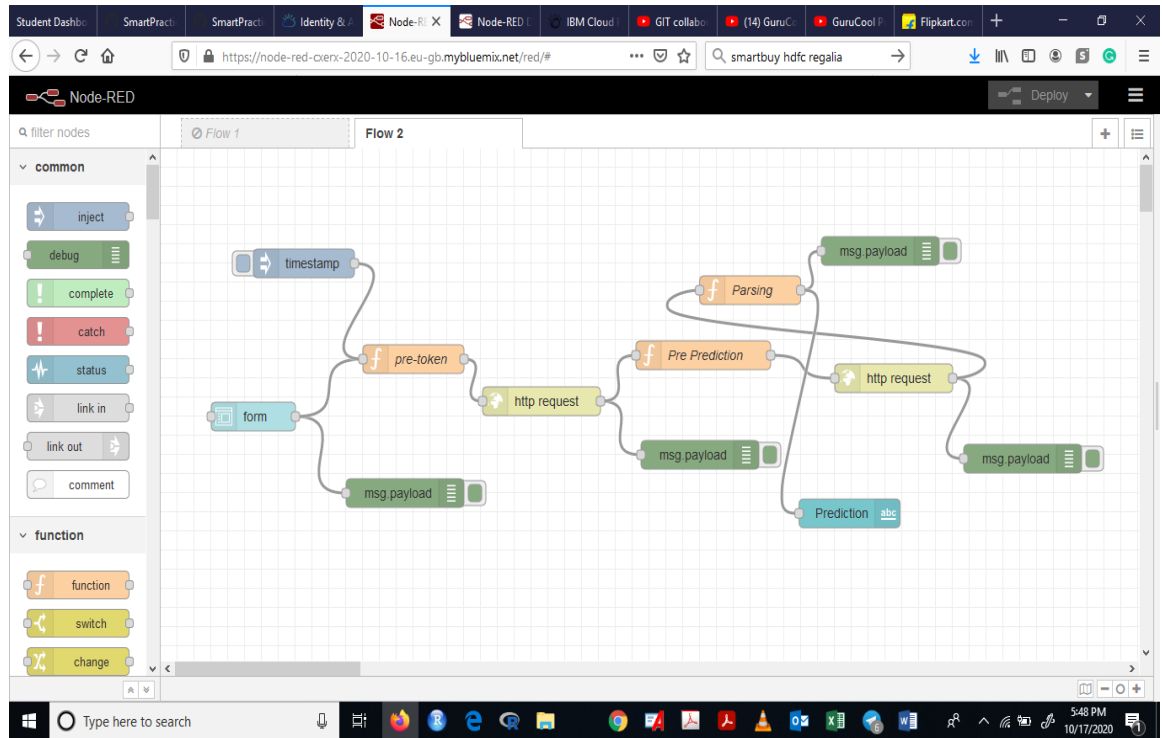 Student Dashbo
SmartPracti
SmartPracti
Identity & A
Node-RE
Node-RED D
IBM Cloud
GIT collabo
(14) GuruCo
GuruCool P
Flipkart.com
https://node-red-cxerx-2020-10-16.eu-gb.mybluemix.net/red/#
smartbuy hdfc regalia
Node-RED
Deploy
filter nodes
Flow 1
Flow 2
common
inject
debug
complete
catch
status
link in
link out
comment
function
function
switch
change
timestamp
msg.payload
Parsing
pre-token
Pre Prediction
http request
form
http request
msg.payload
msg.payload
msg.payload
Prediction
abc
Type here to search
5:48 PM
10/17/2020